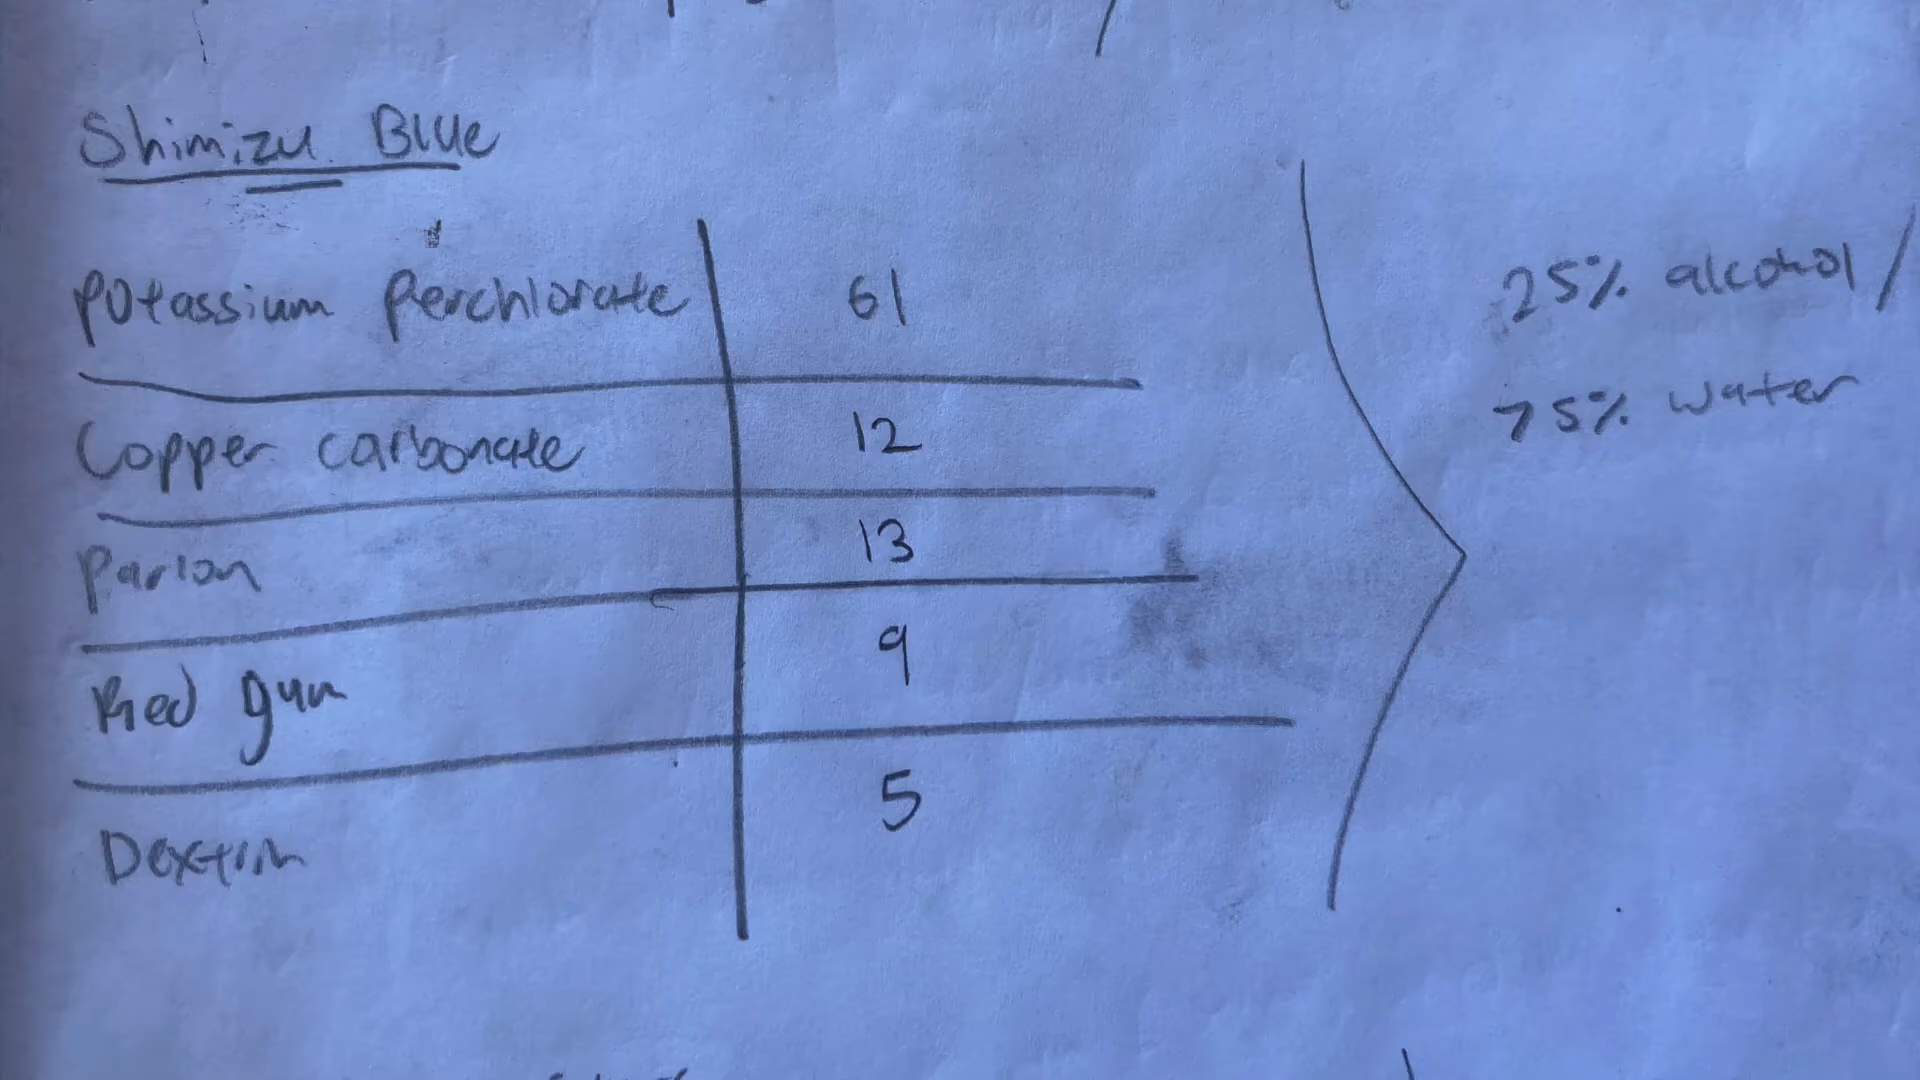 Shimizu Blue
Potassium Perchlorate 61
Copper carbonate 12
Parlon 13
Red gum 9
Dextrin 5
25% alcohol /
75% water